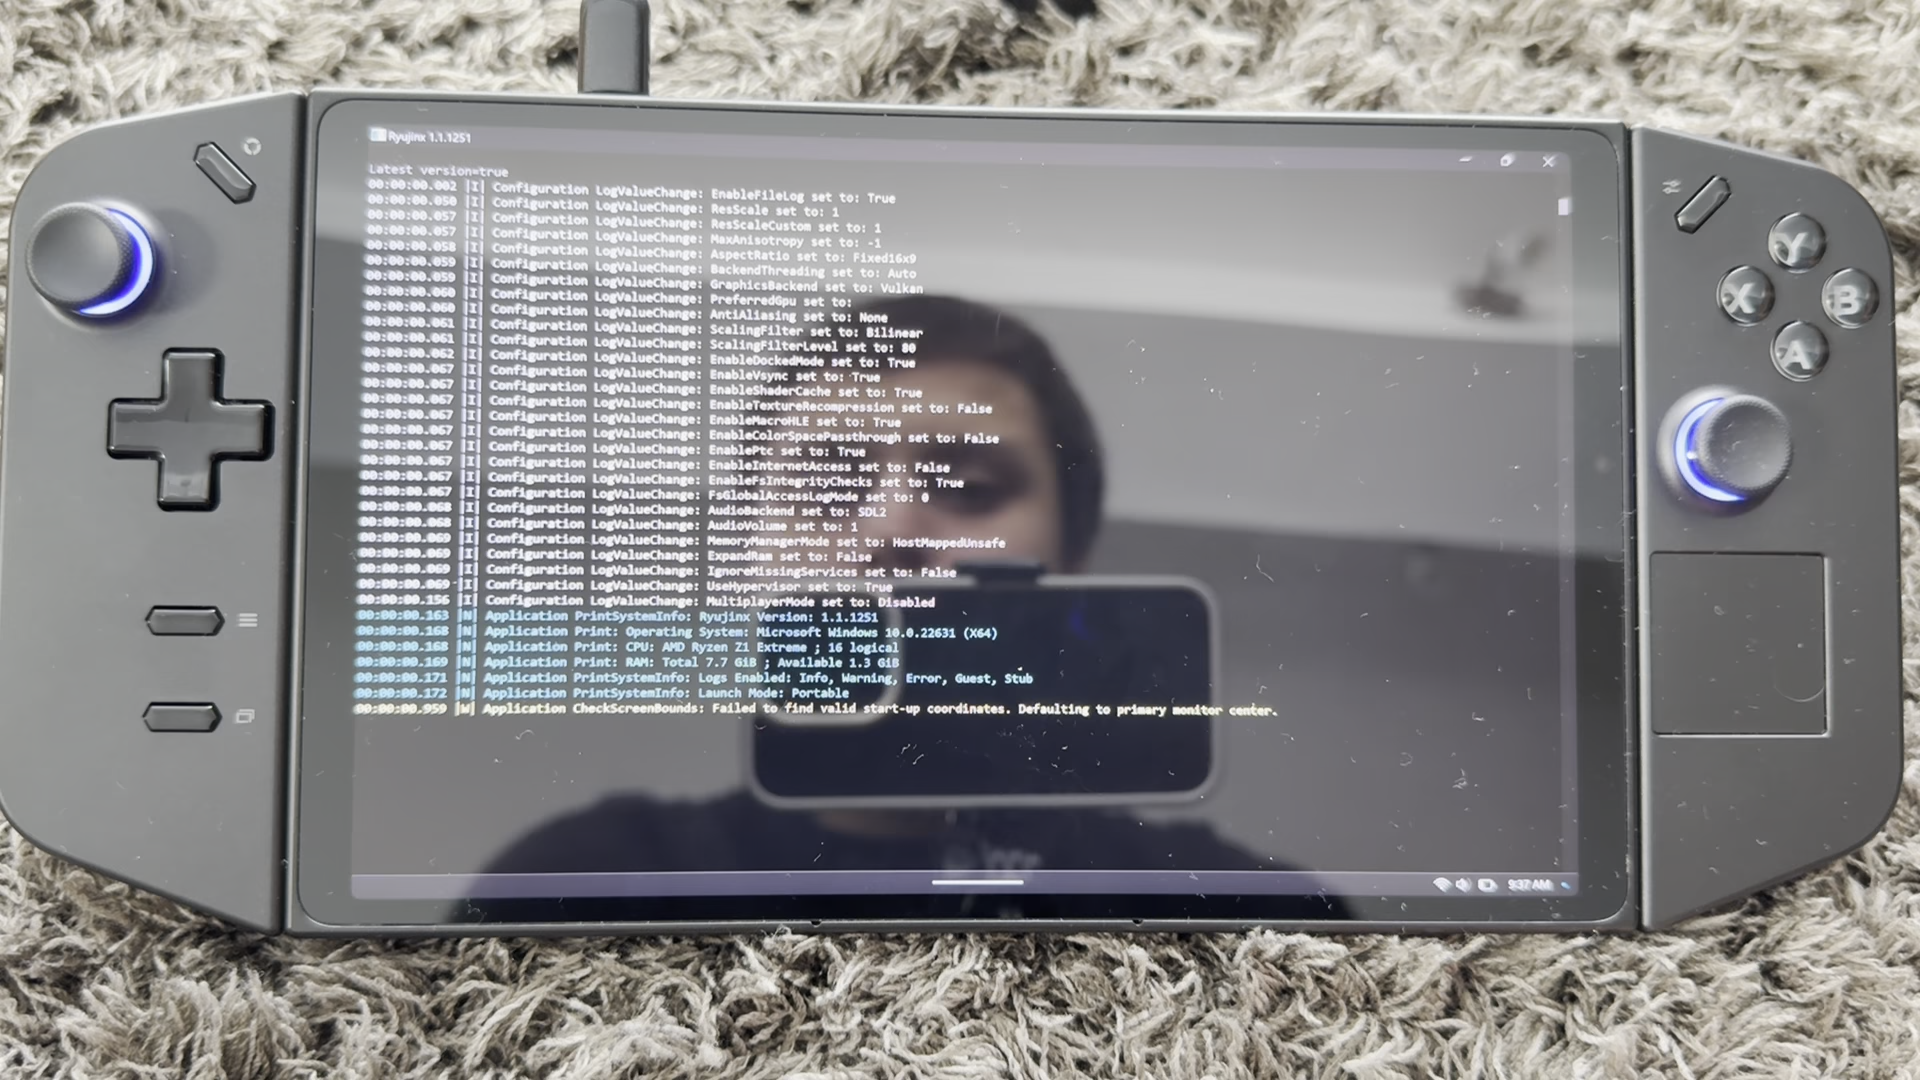 Ryujinx 1.1.1251
Latest version=true
00:00:00.002 |I| Configuration LogValueChange: EnableFileLog set to: True
00:00:00.050 |I| Configuration LogValueChange: ResScale set to: 1
00:00:00.057 |I| Configuration LogValueChange: ResScaleCustom set to: 1
00:00:00.057 |I| Configuration LogValueChange: MaxAnisotropy set to: -1
00:00:00.058 |I| Configuration LogValueChange: AspectRatio set to: Fixed16x9
00:00:00.059 |I| Configuration LogValueChange: BackendThreading set to: Auto
00:00:00.059 |I| Configuration LogValueChange: GraphicsBackend set to: Vulkan
00:00:00.060 |I| Configuration LogValueChange: PreferredGpu set to:
00:00:00.060 |I| Configuration LogValueChange: AntiAliasing set to: None
00:00:00.061 |I| Configuration LogValueChange: ScalingFilter set to: Bilinear
00:00:00.061 |I| Configuration LogValueChange: ScalingFilterLevel set to: 80
00:00:00.062 |I| Configuration LogValueChange: EnableDockedMode set to: True
00:00:00.067 |I| Configuration LogValueChange: EnableVsync set to: True
00:00:00.067 |I| Configuration LogValueChange: EnableShaderCache set to: True
00:00:00.067 |I| Configuration LogValueChange: EnableTextureRecompression set to: False
00:00:00.067 |I| Configuration LogValueChange: EnableMacroHLE set to: True
00:00:00.067 |I| Configuration LogValueChange: EnableColorSpacePassthrough set to: False
00:00:00.067 |I| Configuration LogValueChange: EnablePtc set to: True
00:00:00.067 |I| Configuration LogValueChange: EnableInternetAccess set to: False
00:00:00.067 |I| Configuration LogValueChange: EnableFsIntegrityChecks set to: True
00:00:00.067 |I| Configuration LogValueChange: FsGlobalAccessLogMode set to: 0
00:00:00.068 |I| Configuration LogValueChange: AudioBackend set to: SDL2
00:00:00.068 |I| Configuration LogValueChange: AudioVolume set to: 1
00:00:00.069 |I| Configuration LogValueChange: MemoryManagerMode set to: HostMappedUnsafe
00:00:00.069 |I| Configuration LogValueChange: ExpandRam set to: False
00:00:00.069 |I| Configuration LogValueChange: IgnoreMissingServices set to: False
00:00:00.069 |I| Configuration LogValueChange: UseHypervisor set to: True
00:00:00.156 |I| Configuration LogValueChange: MultiplayerMode set to: Disabled
00:00:00.163 |N| Application PrintSystemInfo: Ryujinx Version: 1.1.1251
00:00:00.168 |N| Application Print: Operating System: Microsoft Windows 10.0.22631 (X64)
00:00:00.168 |N| Application Print: CPU: AMD Ryzen Z1 Extreme ; 16 logical
00:00:00.169 |N| Application Print: RAM: Total 7.7 GiB ; Available 1.3 GiB
00:00:00.171 |N| Application PrintSystemInfo: Logs Enabled: Info, Warning, Error, Guest, Stub
00:00:00.172 |N| Application PrintSystemInfo: Launch Mode: Portable
00:00:00.959 |W| Application CheckScreenBounds: Failed to find valid start-up coordinates. Defaulting to primary monitor center.
9:37 AM
Y
X
B
A